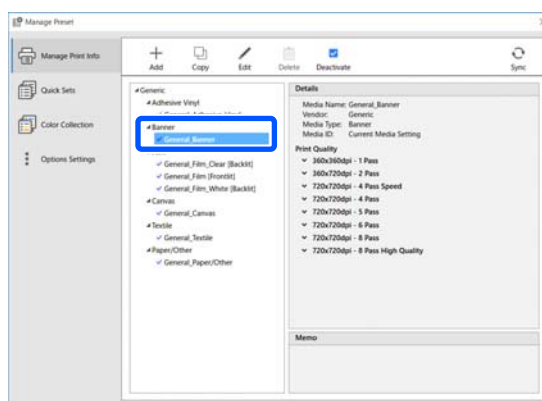 Manage Preset
Manage Print Info
Quick Sets
Color Collection
Options Settings
Add
Copy
Edit
Delete
Deactivate
Sync
Generic
Adhesive Vinyl
Banner
General_Banner
General_Film_Clear [Backlit]
General_Film [Frontlit]
General_Film_White [Backlit]
Canvas
General_Canvas
Textile
General_Textile
Paper/Other
General_Paper/Other
Details
Media Name: General_Banner
Vendor: Generic
Media Type: Banner
Media ID: Current Media Setting
Print Quality
360x360dpi - 1 Pass
360x720dpi - 2 Pass
720x720dpi - 4 Pass Speed
720x720dpi - 4 Pass
720x720dpi - 5 Pass
720x720dpi - 6 Pass
720x720dpi - 8 Pass
720x720dpi - 8 Pass High Quality
Memo